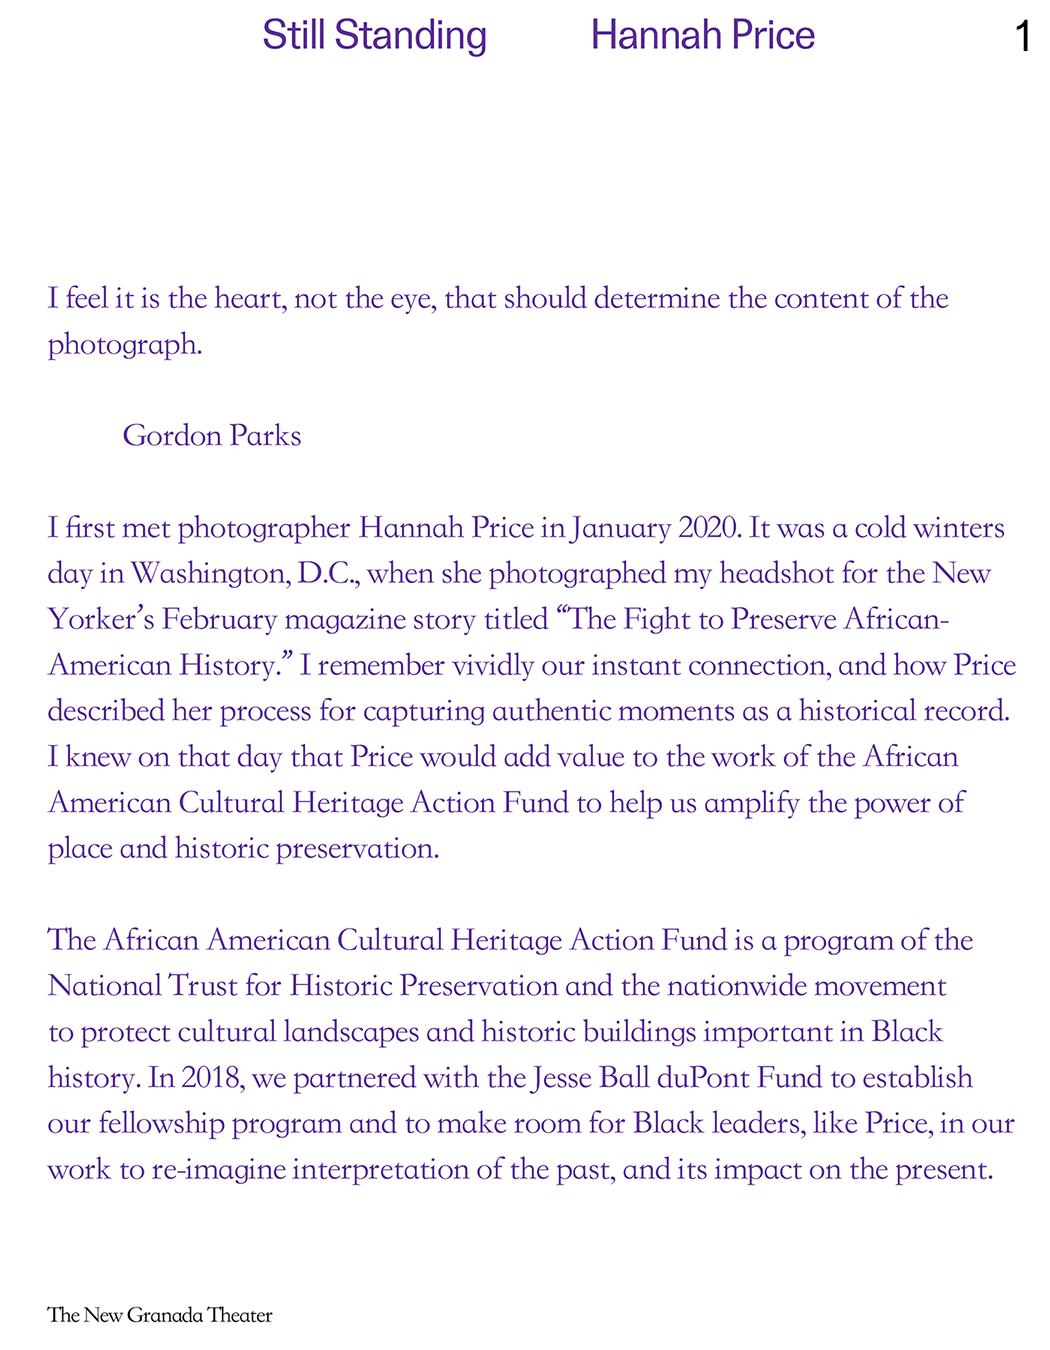 Still Standing Hannah Price 1
I feel it is the heart, not the eye, that should determine the content of the
photograph.
Gordon Parks
I first met photographer Hannah Price in January 2020. It was a cold winters
day in Washington, D.C., when she photographed my headshot for the New
Yorker’s February magazine story titled “The Fight to Preserve African-
American History.” I remember vividly our instant connection, and how Price
described her process for capturing authentic moments as a historical record.
I knew on that day that Price would add value to the work of the African
American Cultural Heritage Action Fund to help us amplify the power of
place and historic preservation.
The African American Cultural Heritage Action Fund is a program of the
National Trust for Historic Preservation and the nationwide movement
to protect cultural landscapes and historic buildings important in Black
history. In 2018, we partnered with the Jesse Ball duPont Fund to establish
our fellowship program and to make room for Black leaders, like Price, in our
work to re-imagine interpretation of the past, and its impact on the present.
The New Granada Theater